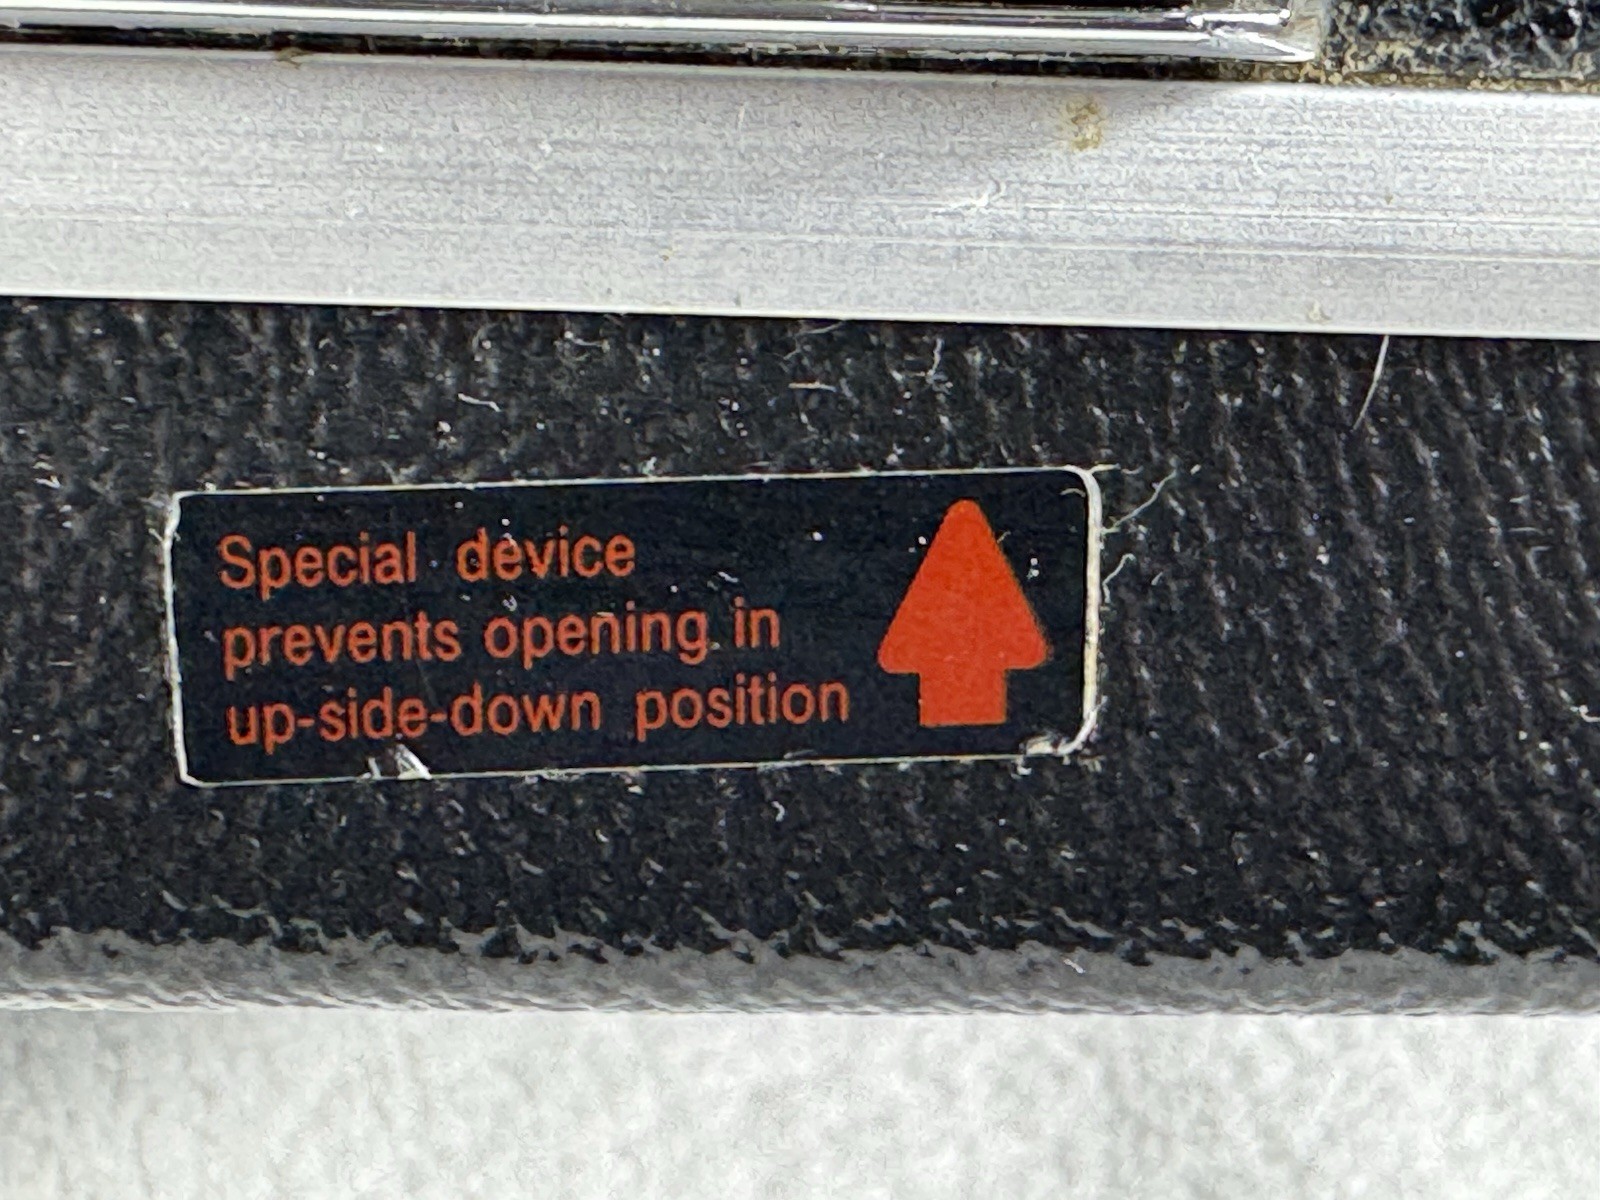 Special device
prevents opening in
up-side-down position